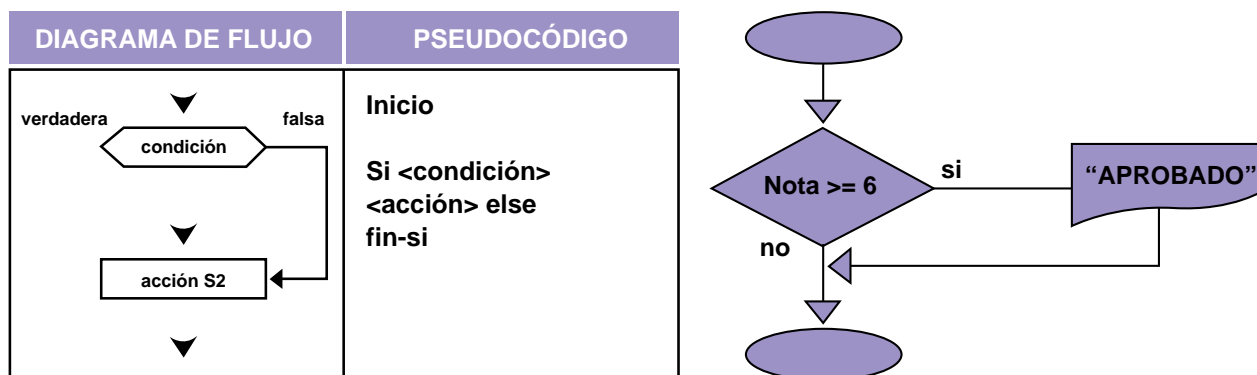 DIAGRAMA DE FLUJO
PSEUDOCÓDIGO
verdadera
falsa
condición
acción S2
Inicio
Si <condición>
<acción> else
fin-si
Nota >= 6
si
"APROBADO"
no